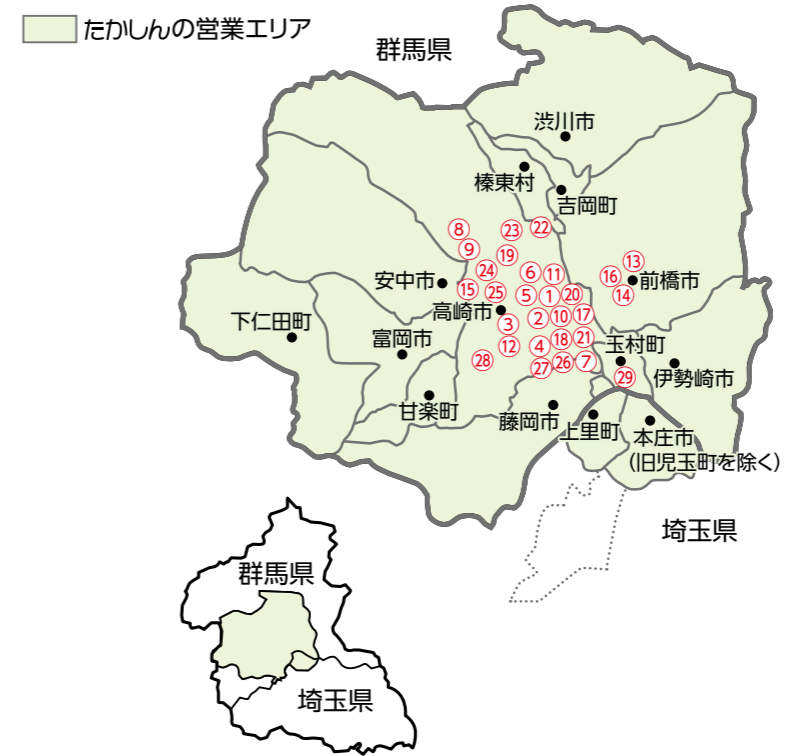 たかしんの営業エリア
群馬県
渋川市
榛東村
吉岡町
⑧
㉓
㉒
⑨
⑲
⑬
㉔
⑥
⑪
⑯
前橋市
安中市
⑮
㉕
⑤
①
⑳
⑭
高崎市
③
②
⑩
⑰
下仁田町
富岡市
⑫
④
⑱
㉑
玉村町
㉘
㉗
㉖
⑦
㉙
伊勢崎市
甘楽町
藤岡市
上里町
本庄市
(旧児玉町を除く)
埼玉県
群馬県
埼玉県